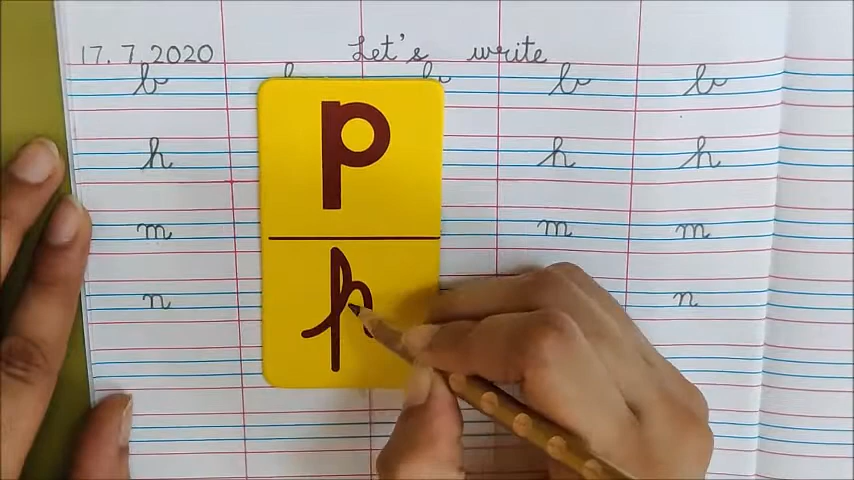 17.7.2020 Let's write
b b b b b
h h h
m m m
n n
p
p